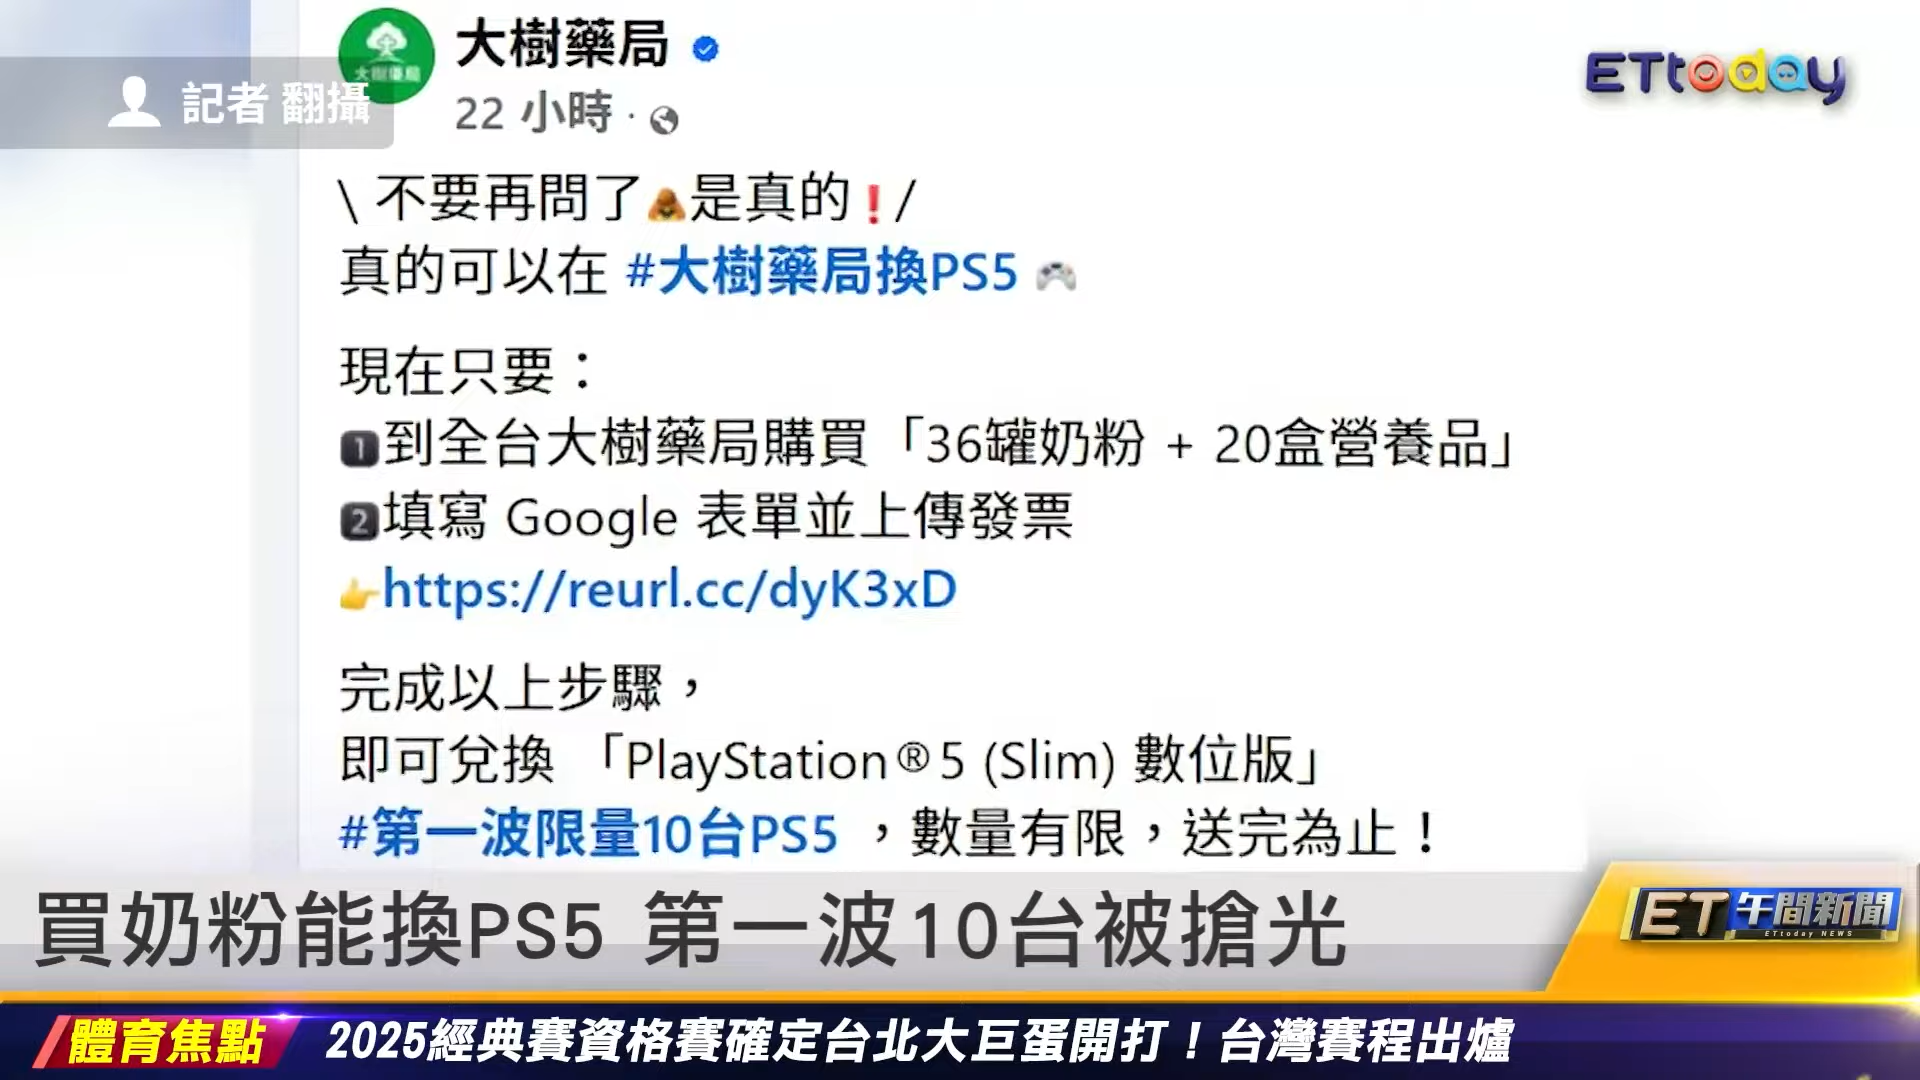 大樹藥局
大樹藥局
22 小時 ·
記者 翻攝
ETtoday
\ 不要再問了🙇是真的❗/
真的可以在 #大樹藥局換PS5 🎮
現在只要：
1️⃣到全台大樹藥局購買「36罐奶粉 + 20盒營養品」
2️⃣填寫 Google 表單並上傳發票
👉https://reurl.cc/dyK3xD
完成以上步驟，
即可兌換 「PlayStation®5 (Slim) 數位版」
#第一波限量10台PS5 ，數量有限，送完為止！
買奶粉能換PS5 第一波10台被搶光
ET午間新聞
ETtoday NEWS
體育焦點
2025經典賽資格賽確定台北大巨蛋開打！台灣賽程出爐